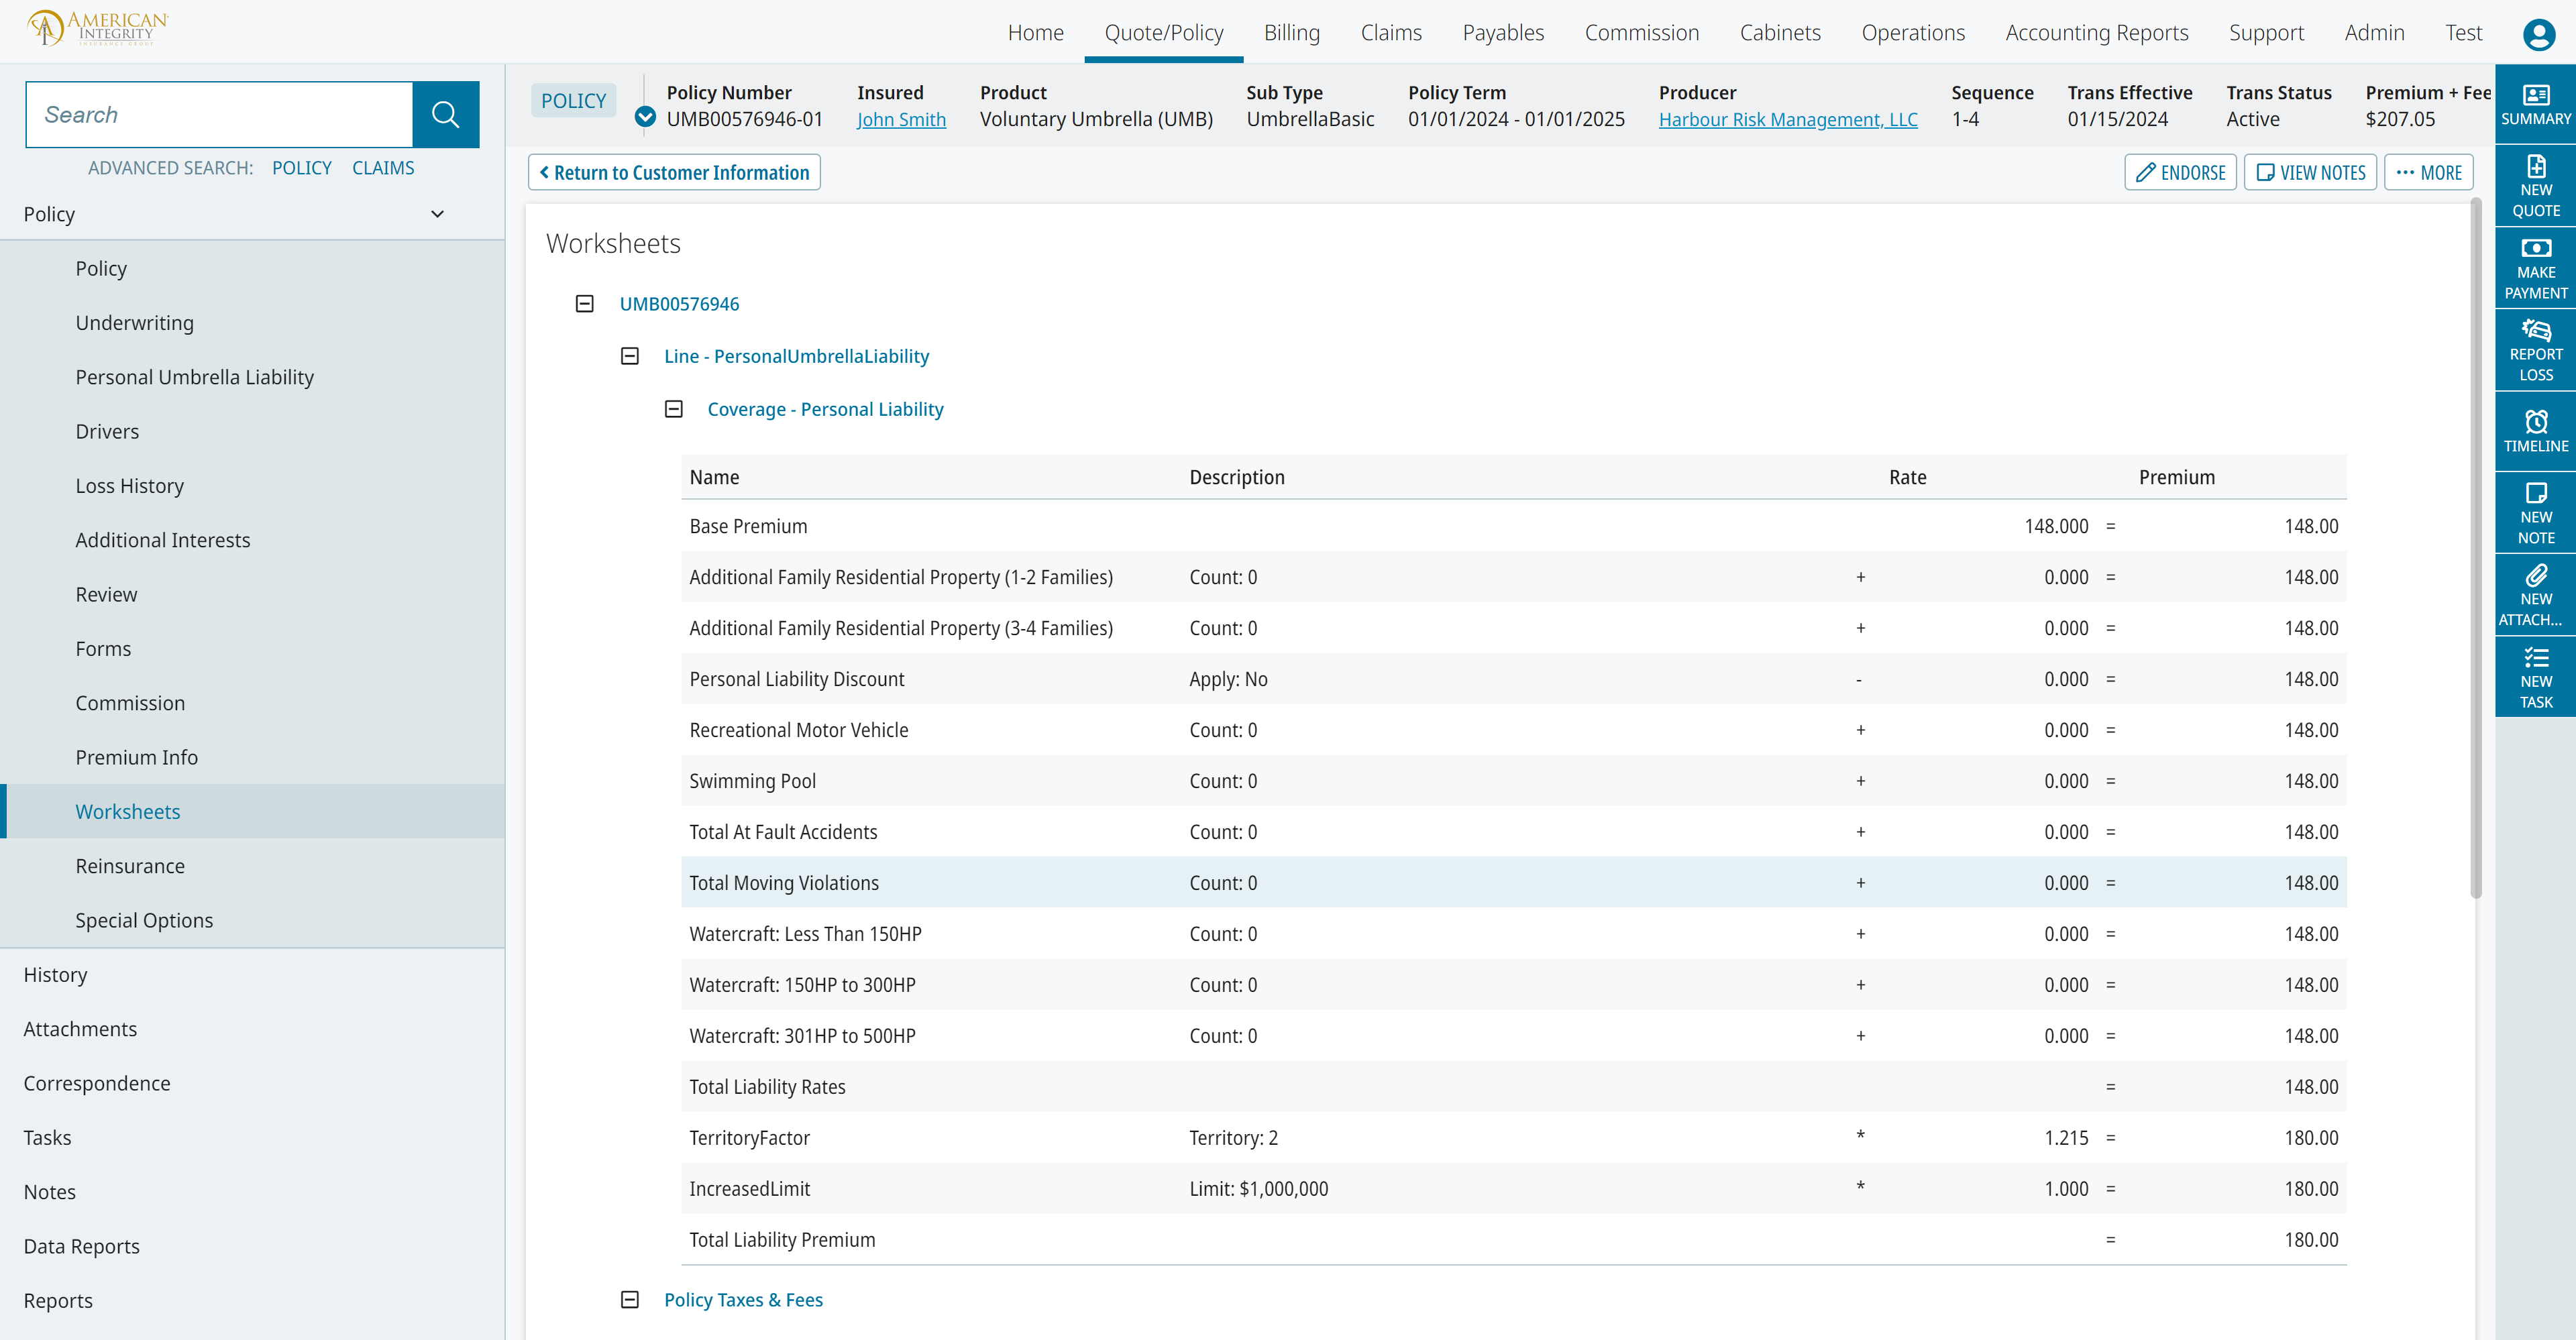 AMERICAN
INTEGRITY
INSURANCE GROUP
Home Quote/Policy Billing Claims Payables Commission Cabinets Operations Accounting Reports Support Admin Test
Search
ADVANCED SEARCH: POLICY CLAIMS
Policy
Policy
Underwriting
Personal Umbrella Liability
Drivers
Loss History
Additional Interests
Review
Forms
Commission
Premium Info
Worksheets
Reinsurance
Special Options
History
Attachments
Correspondence
Tasks
Notes
Data Reports
Reports
POLICY
Policy Number Insured Product Sub Type Policy Term Producer Sequence Trans Effective Trans Status Premium + Fee
UMB00576946-01 John Smith Voluntary Umbrella (UMB) UmbrellaBasic 01/01/2024 - 01/01/2025 Harbour Risk Management, LLC 1-4 01/15/2024 Active $207.05
Return to Customer Information
ENDORSE VIEW NOTES ··· MORE
Worksheets
UMB00576946
Line - PersonalUmbrellaLiability
Coverage - Personal Liability
Name Description Rate Premium
Base Premium 148.000 = 148.00
Additional Family Residential Property (1-2 Families) Count: 0 + 0.000 = 148.00
Additional Family Residential Property (3-4 Families) Count: 0 + 0.000 = 148.00
Personal Liability Discount Apply: No - 0.000 = 148.00
Recreational Motor Vehicle Count: 0 + 0.000 = 148.00
Swimming Pool Count: 0 + 0.000 = 148.00
Total At Fault Accidents Count: 0 + 0.000 = 148.00
Total Moving Violations Count: 0 + 0.000 = 148.00
Watercraft: Less Than 150HP Count: 0 + 0.000 = 148.00
Watercraft: 150HP to 300HP Count: 0 + 0.000 = 148.00
Watercraft: 301HP to 500HP Count: 0 + 0.000 = 148.00
Total Liability Rates = 148.00
TerritoryFactor Territory: 2 * 1.215 = 180.00
IncreasedLimit Limit: $1,000,000 * 1.000 = 180.00
Total Liability Premium = 180.00
Policy Taxes & Fees
SUMMARY
NEW
QUOTE
MAKE
PAYMENT
REPORT
LOSS
TIMELINE
NEW
NOTE
NEW
ATTACH...
NEW
TASK